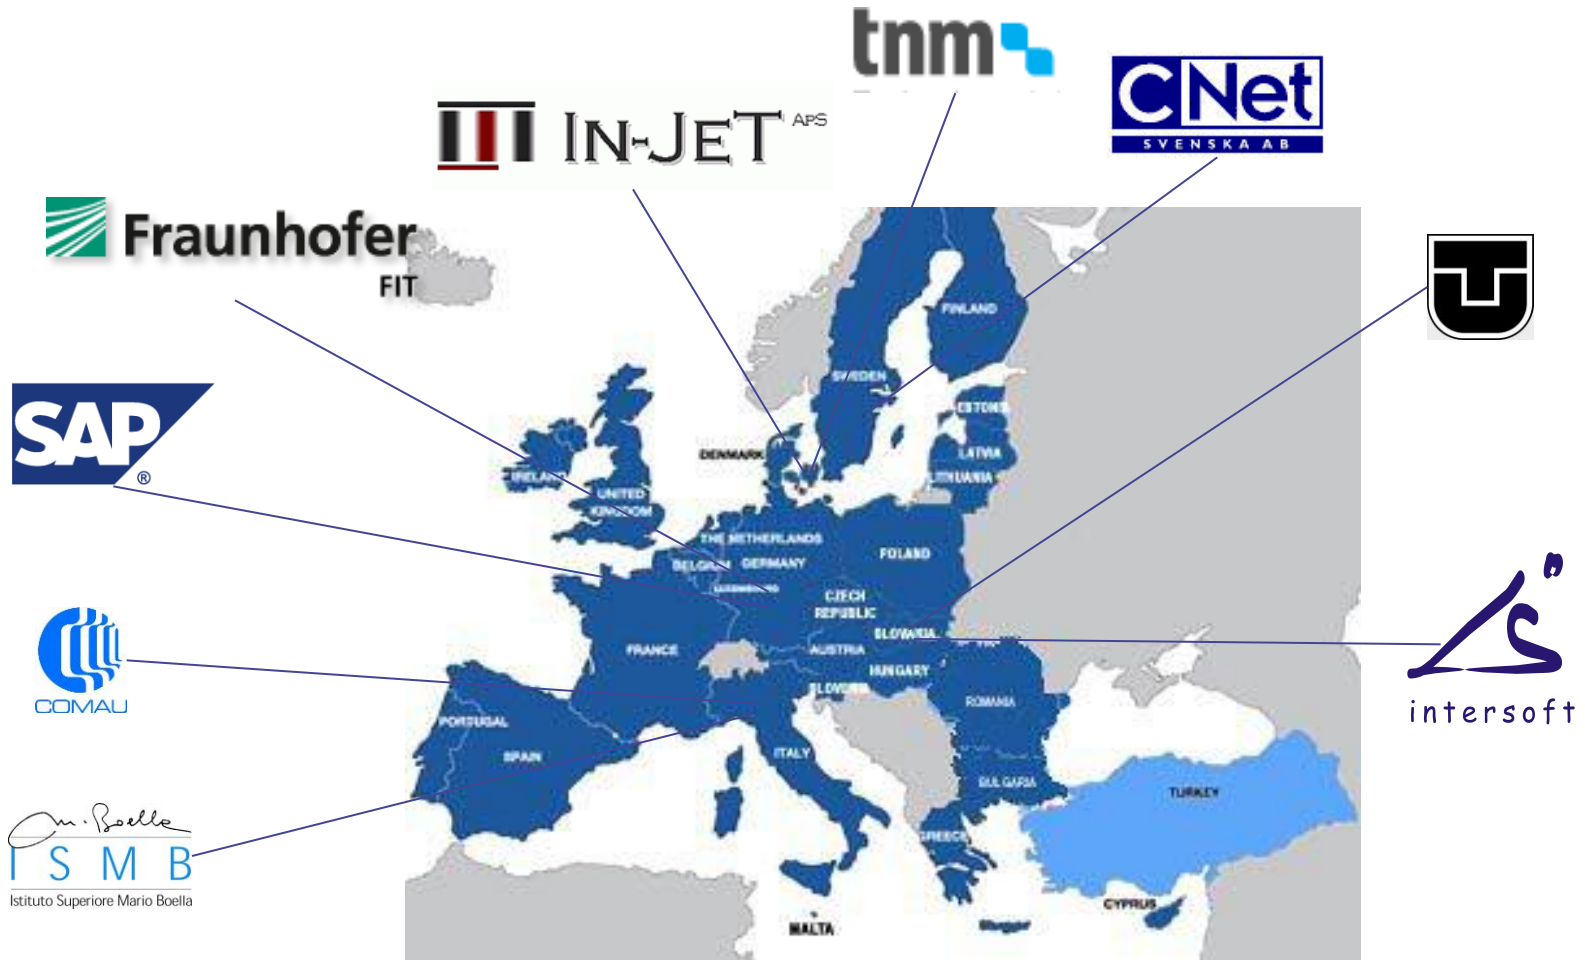 tnm
CNet
SVENSKA AB
IN-JET APS
Fraunhofer
FIT
SAP
®
COMAU
M. Boella
ISMB
Istituto Superiore Mario Boella
intersoft
FINLAND
SWEDEN
ESTONIA
LATVIA
LITHUANIA
DENMARK
IRELAND
UNITED
KINGDOM
THE NETHERLANDS
BELGIUM
GERMANY
POLAND
CZECH
REPUBLIC
FRANCE
AUSTRIA
HUNGARY
ROMANIA
PORTUGAL
SPAIN
ITALY
BULGARIA
TURKEY
GREECE
CYPRUS
MALTA